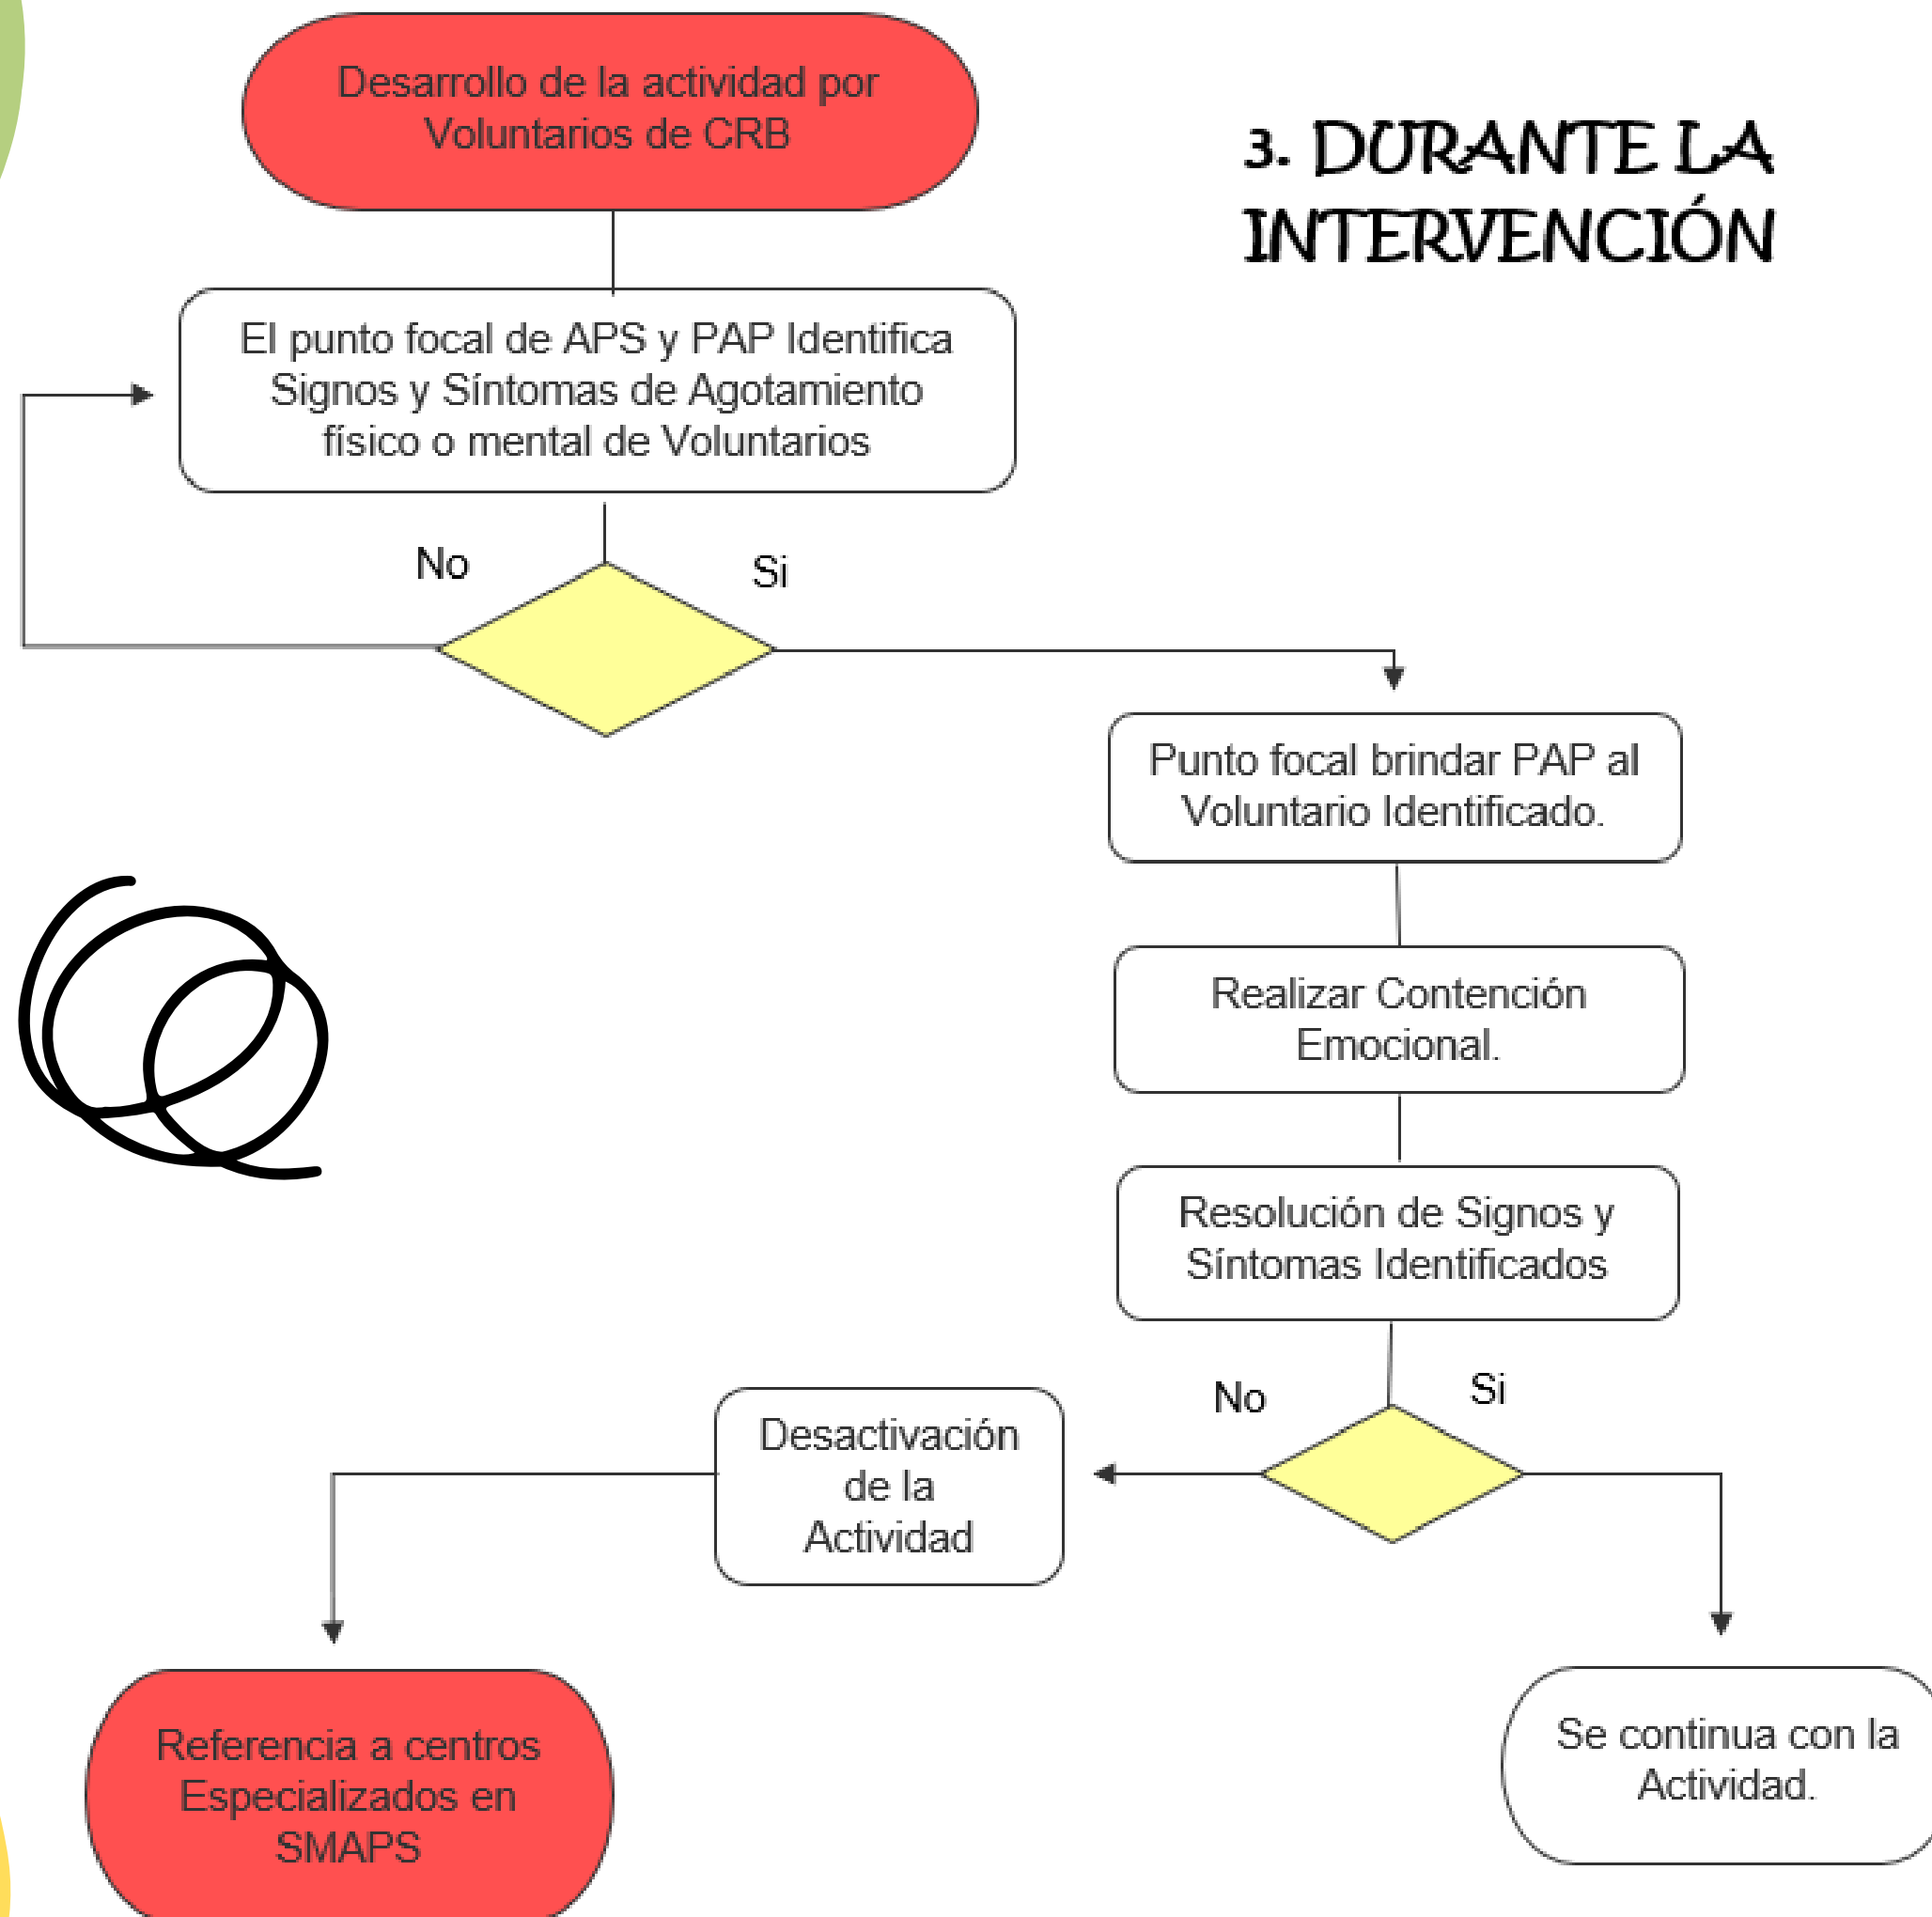 Desarrollo de la actividad por
Voluntarios de CRB
3. DURANTE LA
INTERVENCIÓN
El punto focal de APS y PAP Identifica
Signos y Síntomas de Agotamiento
físico o mental de Voluntarios
No
Si
Punto focal brindar PAP al
Voluntario Identificado.
Realizar Contención
Emocional.
Resolución de Signos y
Síntomas Identificados
No
Si
Desactivación
de la
Actividad
Referencia a centros
Especializados en
SMAPS
Se continua con la
Actividad.